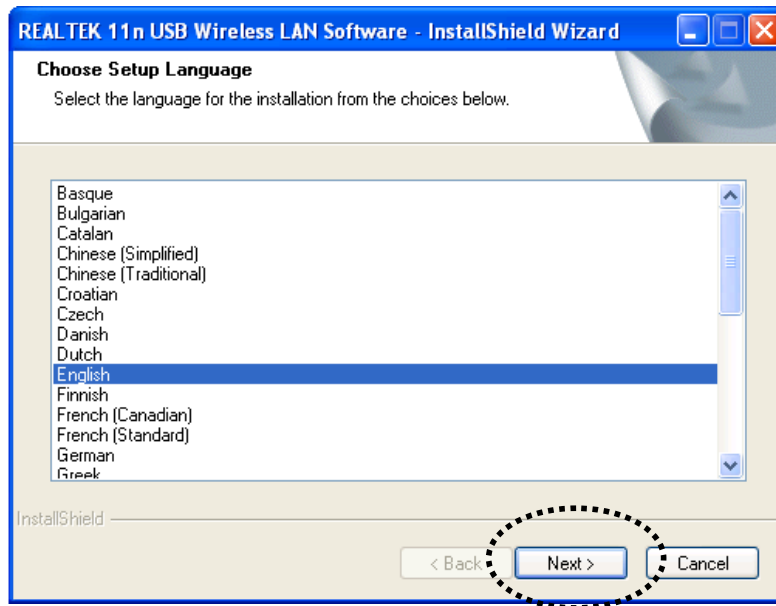 REALTEK 11n USB Wireless LAN Software - InstallShield Wizard
Choose Setup Language
Select the language for the installation from the choices below.
Basque
Bulgarian
Catalan
Chinese (Simplified)
Chinese (Traditional)
Croatian
Czech
Danish
Dutch
English
Finnish
French (Canadian)
French (Standard)
German
Greek
InstallShield
< Back
Next >
Cancel